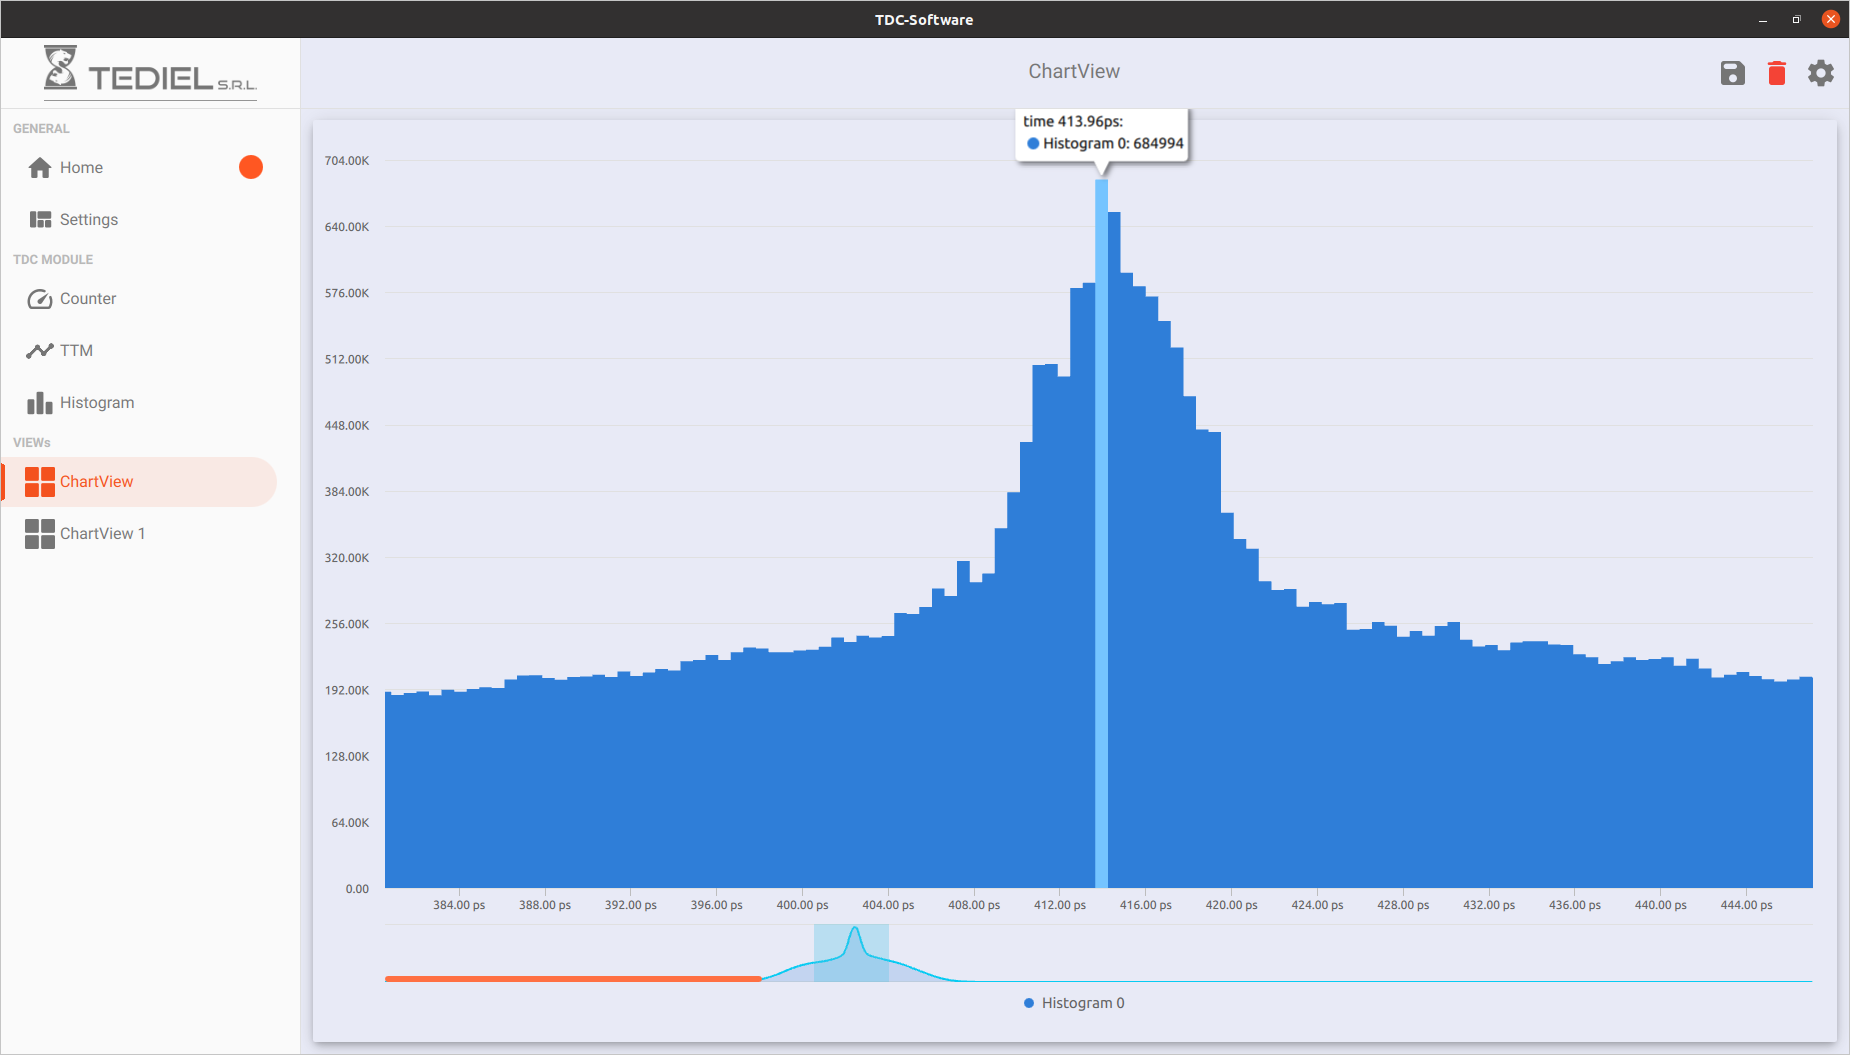 TDC-Software
TEDIEL S.R.L.
ChartView
GENERAL
Home
Settings
TDC MODULE
Counter
TTM
Histogram
VIEWs
ChartView
ChartView 1
time 413.96ps:
Histogram 0: 684994
704.00K
640.00K
576.00K
512.00K
448.00K
384.00K
320.00K
256.00K
192.00K
128.00K
64.00K
0.00
384.00 ps 388.00 ps 392.00 ps 396.00 ps 400.00 ps 404.00 ps 408.00 ps 412.00 ps 416.00 ps 420.00 ps 424.00 ps 428.00 ps 432.00 ps 436.00 ps 440.00 ps 444.00 ps
Histogram 0